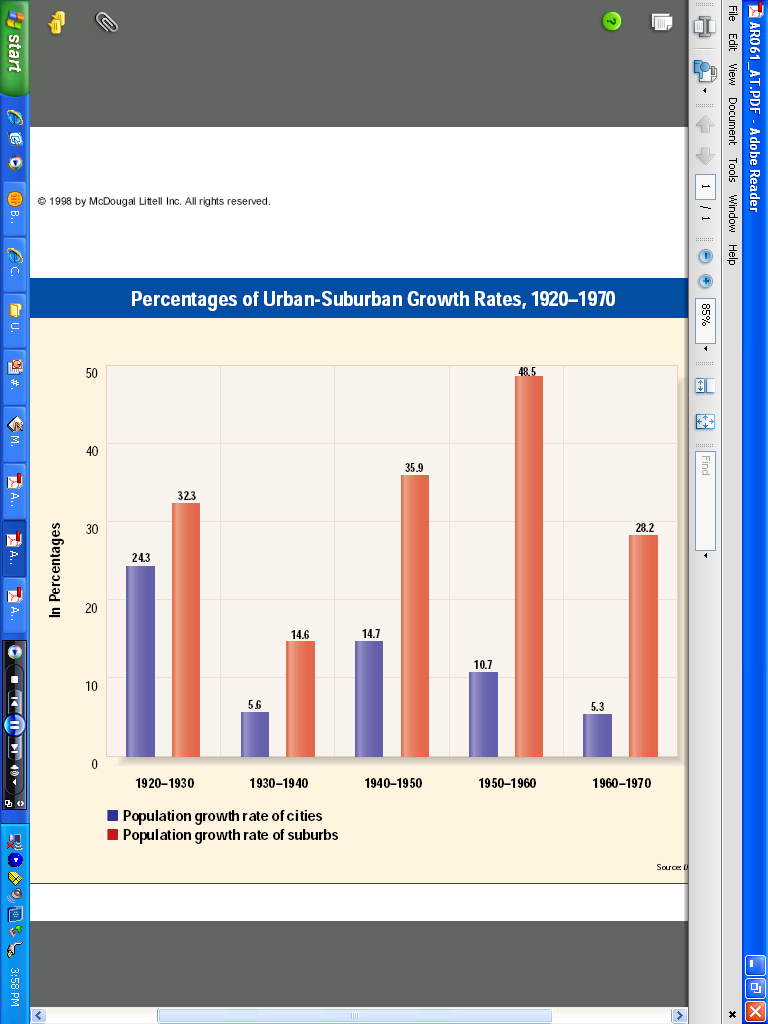 AR061_AT.PDF - Adobe Reader
File Edit View Document Tools Window Help
1 / 1
85%
Find
© 1998 by McDougal Littell Inc. All rights reserved.
Percentages of Urban-Suburban Growth Rates, 1920–1970
In Percentages
50
40
30
20
10
0
24.3
32.3
5.6
14.6
14.7
35.9
10.7
48.5
5.3
28.2
1920–1930
1930–1940
1940–1950
1950–1960
1960–1970
Population growth rate of cities
Population growth rate of suburbs
Source: U
start
B..
C..
U.
#.
M.
A..
A..
A..
3:58 PM